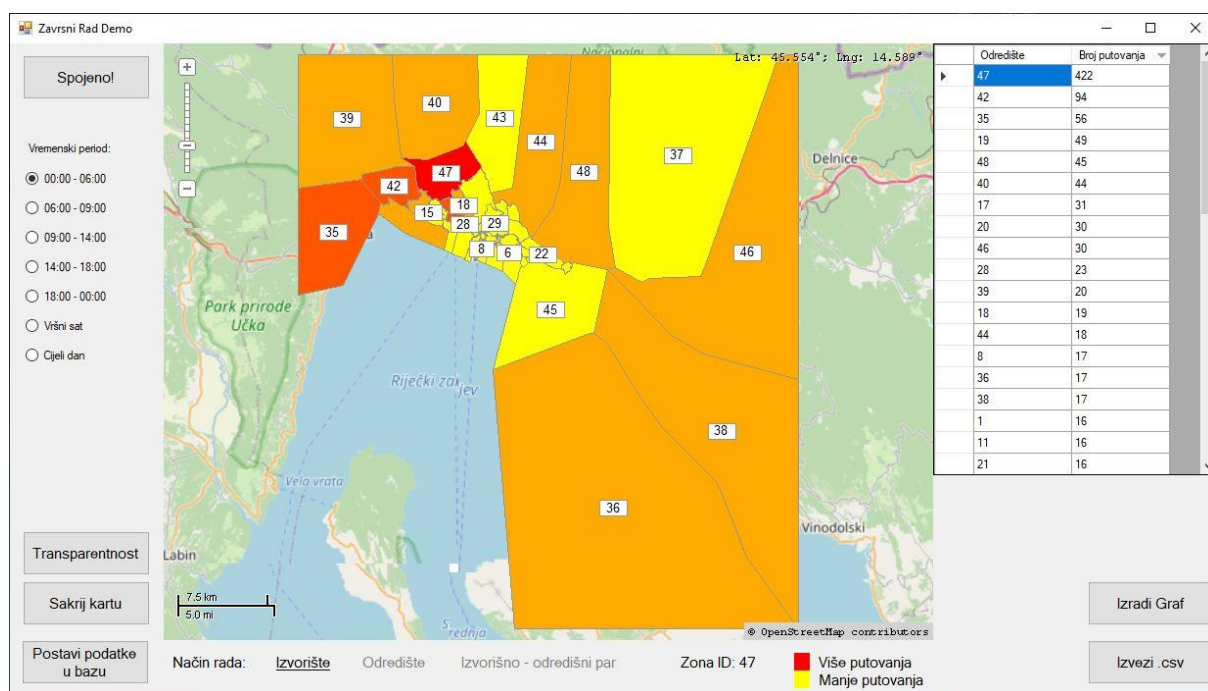 Zavrsni Rad Demo
Spojeno!
Vremenski period:
00:00 - 06:00
06:00 - 09:00
09:00 - 14:00
14:00 - 18:00
18:00 - 00:00
Vršni sat
Cijeli dan
Transparentnost
Sakrij kartu
Postavi podatke
u bazu
Lat: 45.554°; Lng: 14.589°
39
40
43
44
48
37
47
42
18
15
28
29
35
8
6
22
46
45
38
36
Delnice
Park prirode
Učka
Riječki
Vela vrata
Labin
Vinodolski
7.5 km
5.0 mi
© OpenStreetMap contributors
Način rada: Izvorište Odredište Izvorišno - odredišni par Zona ID: 47
Više putovanja
Manje putovanja
Odredište Broj putovanja
47 422
42 94
35 56
19 49
48 45
40 44
17 31
20 30
46 30
28 23
39 20
18 19
44 18
8 17
36 17
38 17
1 16
11 16
21 16
Izradi Graf
Izvezi .csv